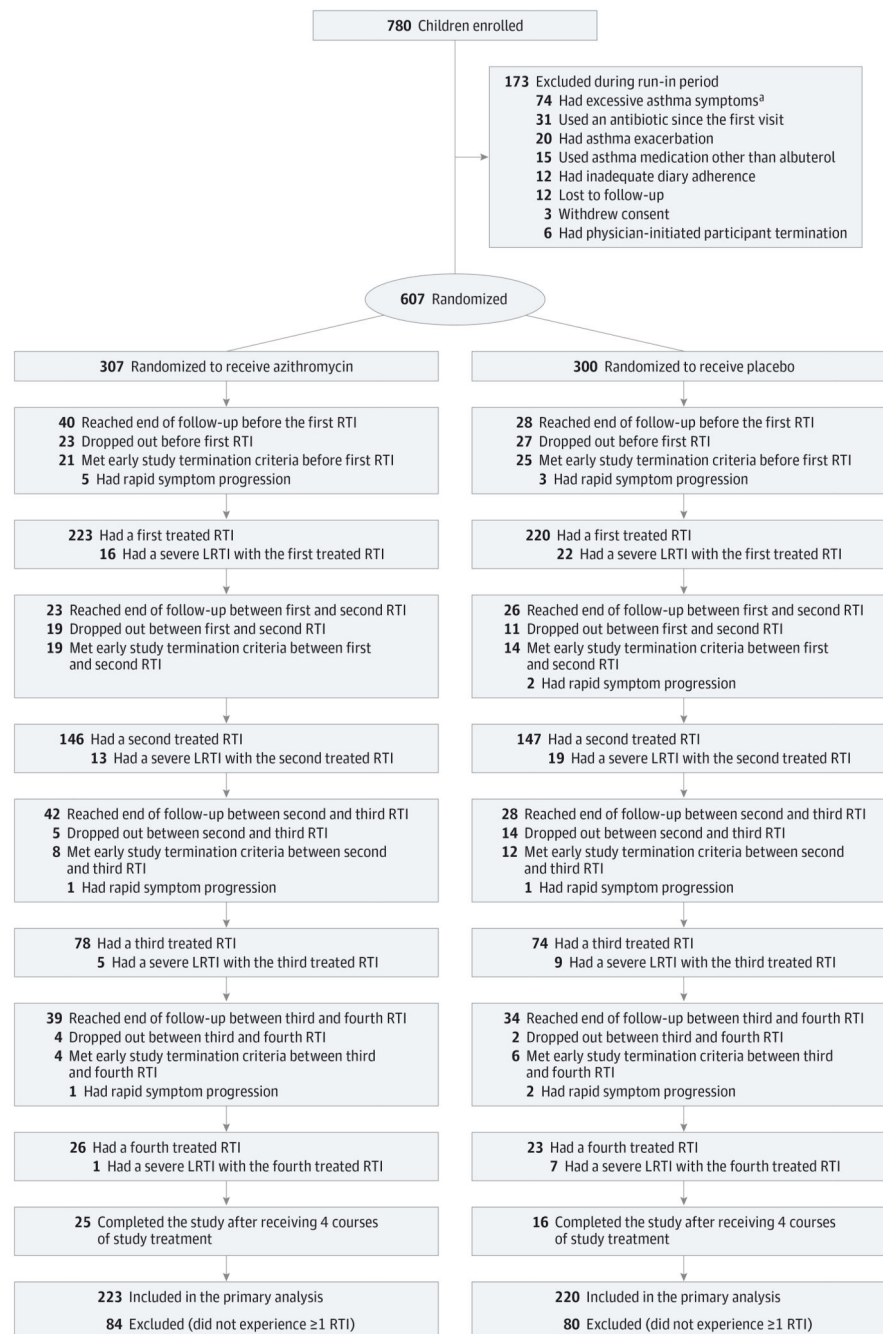 780 Children enrolled
173 Excluded during run-in period
74 Had excessive asthma symptomsa
31 Used an antibiotic since the first visit
20 Had asthma exacerbation
15 Used asthma medication other than albuterol
12 Had inadequate diary adherence
12 Lost to follow-up
3 Withdrew consent
6 Had physician-initiated participant termination
607 Randomized
307 Randomized to receive azithromycin
40 Reached end of follow-up before the first RTI
23 Dropped out before first RTI
21 Met early study termination criteria before first RTI
5 Had rapid symptom progression
223 Had a first treated RTI
16 Had a severe LRTI with the first treated RTI
23 Reached end of follow-up between first and second RTI
19 Dropped out between first and second RTI
19 Met early study termination criteria between first
and second RTI
146 Had a second treated RTI
13 Had a severe LRTI with the second treated RTI
42 Reached end of follow-up between second and third RTI
5 Dropped out between second and third RTI
8 Met early study termination criteria between second
and third RTI
1 Had rapid symptom progression
78 Had a third treated RTI
5 Had a severe LRTI with the third treated RTI
39 Reached end of follow-up between third and fourth RTI
4 Dropped out between third and fourth RTI
4 Met early study termination criteria between third
and fourth RTI
1 Had rapid symptom progression
26 Had a fourth treated RTI
1 Had a severe LRTI with the fourth treated RTI
25 Completed the study after receiving 4 courses
of study treatment
223 Included in the primary analysis
84 Excluded (did not experience ≥1 RTI)
300 Randomized to receive placebo
28 Reached end of follow-up before the first RTI
27 Dropped out before first RTI
25 Met early study termination criteria before first RTI
3 Had rapid symptom progression
220 Had a first treated RTI
22 Had a severe LRTI with the first treated RTI
26 Reached end of follow-up between first and second RTI
11 Dropped out between first and second RTI
14 Met early study termination criteria between first
and second RTI
2 Had rapid symptom progression
147 Had a second treated RTI
19 Had a severe LRTI with the second treated RTI
28 Reached end of follow-up between second and third RTI
14 Dropped out between second and third RTI
12 Met early study termination criteria between second
and third RTI
1 Had rapid symptom progression
74 Had a third treated RTI
9 Had a severe LRTI with the third treated RTI
34 Reached end of follow-up between third and fourth RTI
2 Dropped out between third and fourth RTI
6 Met early study termination criteria between third
and fourth RTI
2 Had rapid symptom progression
23 Had a fourth treated RTI
7 Had a severe LRTI with the fourth treated RTI
16 Completed the study after receiving 4 courses
of study treatment
220 Included in the primary analysis
80 Excluded (did not experience ≥1 RTI)